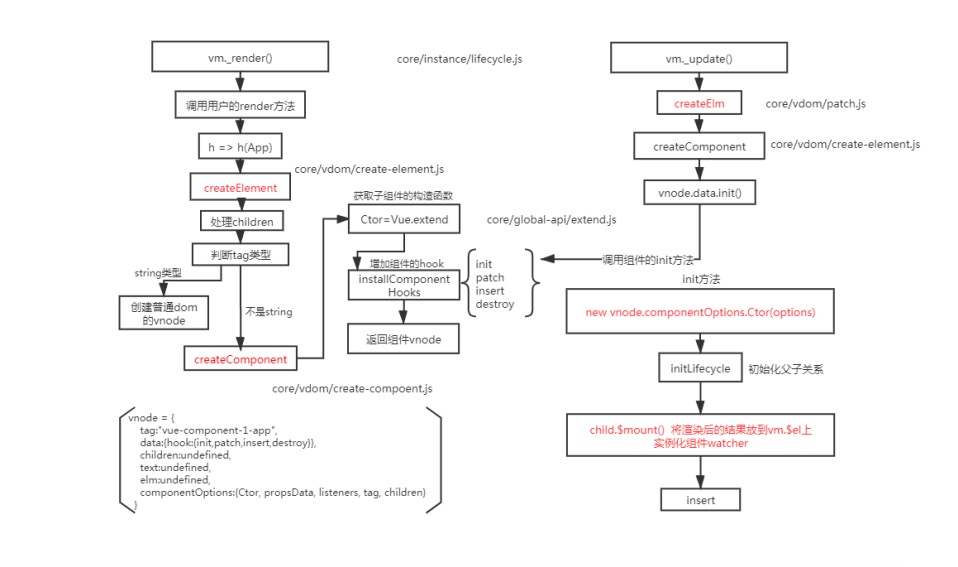 vm._render()
core/instance/lifecycle.js
vm._update()
调用用户的render方法
createElm
core/vdom/patch.js
h => h(App)
createComponent
core/vdom/create-element.js
core/vdom/create-element.js
createElement
vnode.data.init()
获取子组件的构造函数
处理children
Ctor=Vue.extend
core/global-api/extend.js
判断tag类型
调用组件的init方法
string类型
增加组件的hook
installComponent
Hooks
init
patch
insert
destroy
init方法
创建普通dom
的vnode
不是string
new vnode.componentOptions.Ctor(options)
返回组件vnode
createComponent
initLifecycle
初始化父子关系
core/vdom/create-compoent.js
vnode = {
tag:"vue-component-1-app",
data:{hook:{init,patch,insert,destroy}},
children:undefined,
text:undefined,
elm:undefined,
componentOptions:{Ctor, propsData, listeners, tag, children}
}
child.$mount() 将渲染后的结果放到vm.$el上
实例化组件watcher
insert